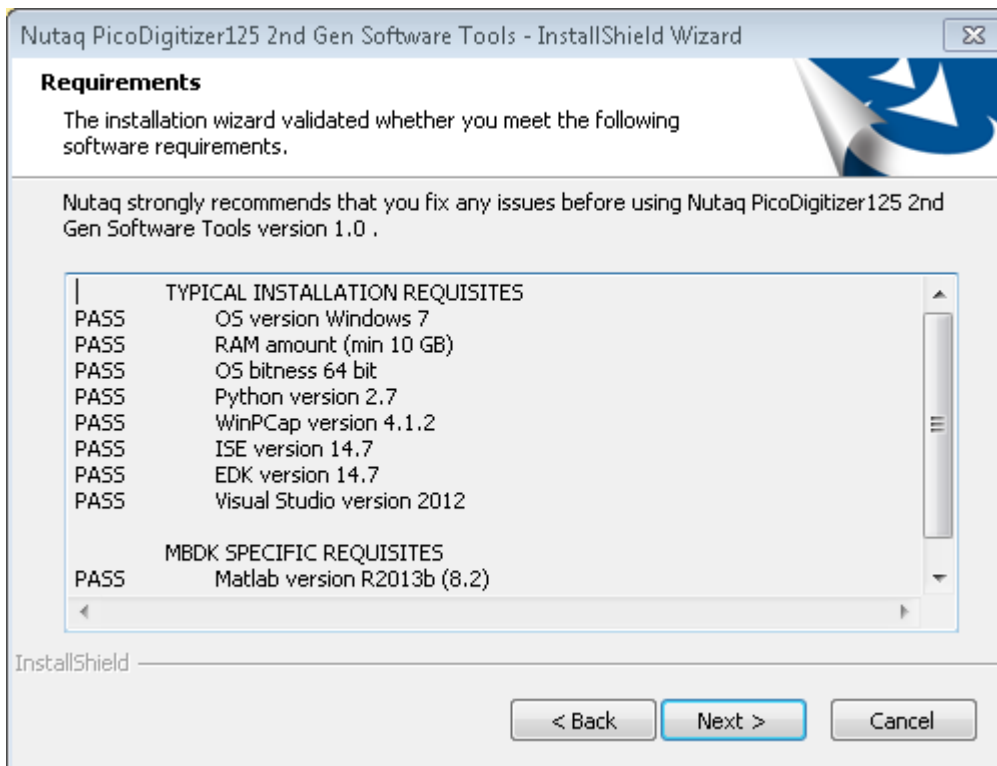 Nutaq PicoDigitizer125 2nd Gen Software Tools - InstallShield Wizard
Requirements
The installation wizard validated whether you meet the following
software requirements.
Nutaq strongly recommends that you fix any issues before using Nutaq PicoDigitizer125 2nd
Gen Software Tools version 1.0 .
TYPICAL INSTALLATION REQUISITES
PASS OS version Windows 7
PASS RAM amount (min 10 GB)
PASS OS bitness 64 bit
PASS Python version 2.7
PASS WinPCap version 4.1.2
PASS ISE version 14.7
PASS EDK version 14.7
PASS Visual Studio version 2012
MBDK SPECIFIC REQUISITES
PASS Matlab version R2013b (8.2)
InstallShield
< Back Next > Cancel